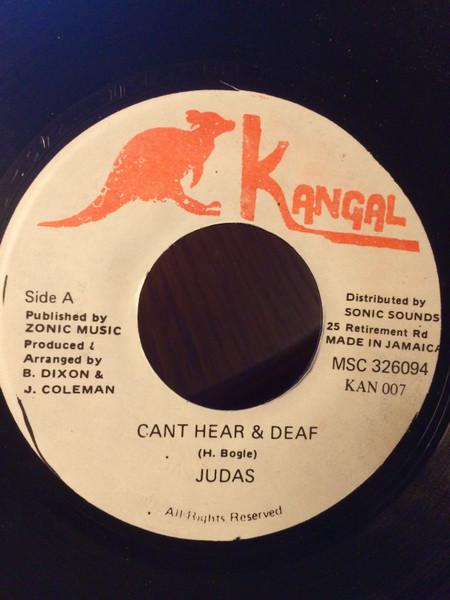 KANGAL
Side A
Published by
ZONIC MUSIC
Produced &
Arranged by
B. DIXON &
J. COLEMAN
Distributed by
SONIC SOUNDS
25 Retirement Rd
MADE IN JAMAICA
MSC 326094
KAN 007
CANT HEAR & DEAF
(H. Bogle)
JUDAS
All Rights Reserved